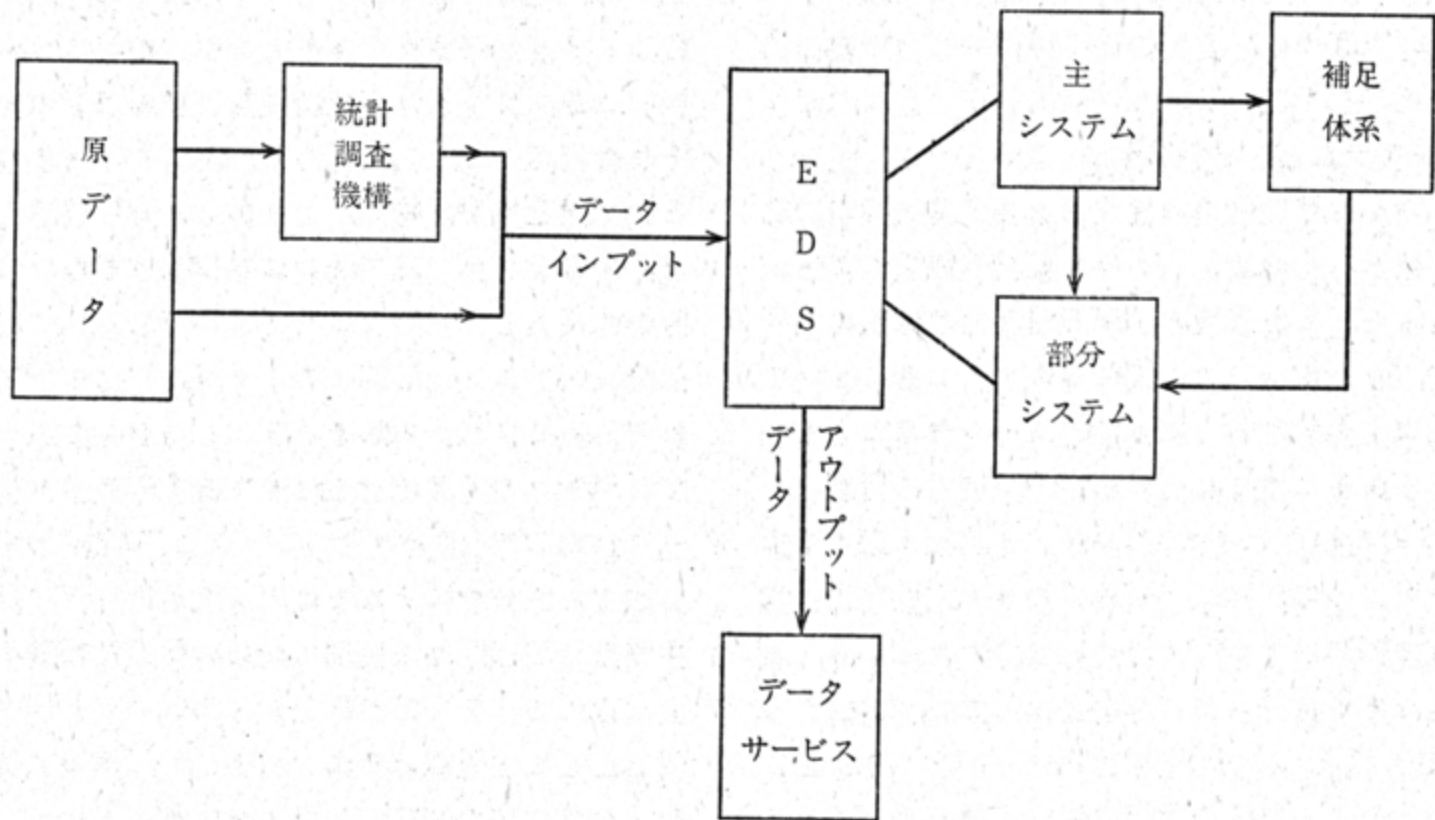 原データ
統計
調査
機構
データ
インプット
EDS
主
システム
補足
体系
部分
システム
アウトプット
データ
データ
サービス